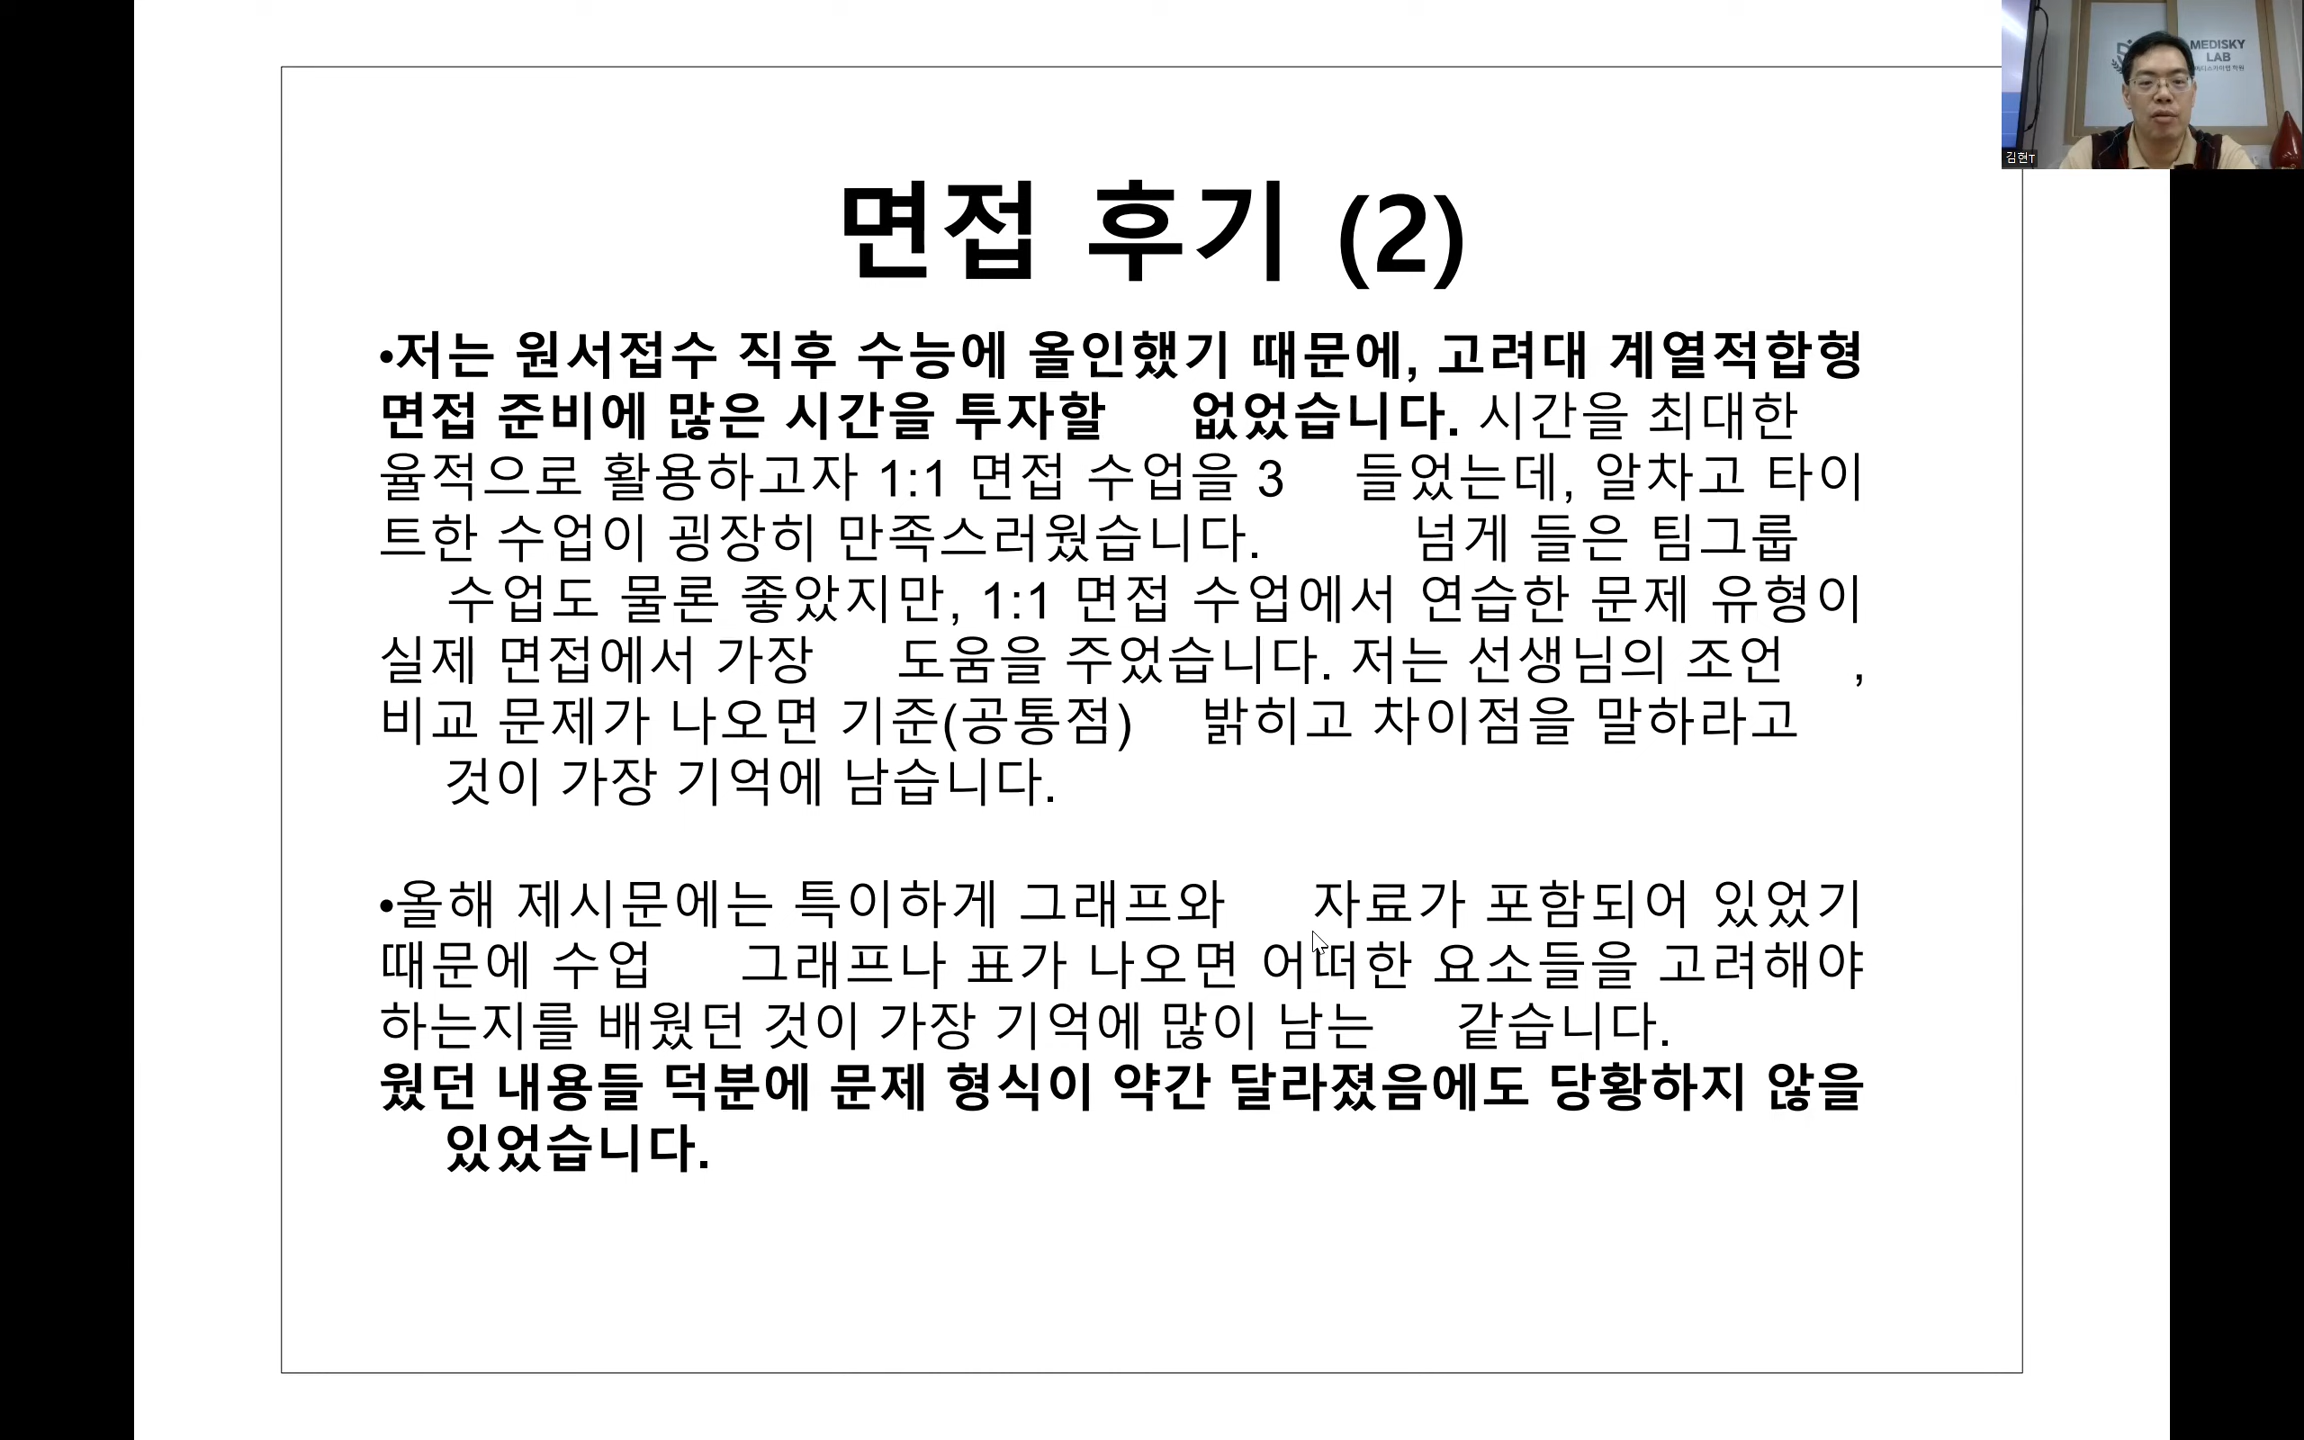 MEDISKY
LAB
메디스카이랩 학원
김현T
면접 후기 (2)
•저는 원서접수 직후 수능에 올인했기 때문에, 고려대 계열적합형
면접 준비에 많은 시간을 투자할 없었습니다. 시간을 최대한
율적으로 활용하고자 1:1 면접 수업을 3 들었는데, 알차고 타이
트한 수업이 굉장히 만족스러웠습니다. 넘게 들은 팀그룹
수업도 물론 좋았지만, 1:1 면접 수업에서 연습한 문제 유형이
실제 면접에서 가장 도움을 주었습니다. 저는 선생님의 조언 ,
비교 문제가 나오면 기준(공통점) 밝히고 차이점을 말하라고
것이 가장 기억에 남습니다.
•올해 제시문에는 특이하게 그래프와 자료가 포함되어 있었기
때문에 수업 그래프나 표가 나오면 어떠한 요소들을 고려해야
하는지를 배웠던 것이 가장 기억에 많이 남는 같습니다.
웠던 내용들 덕분에 문제 형식이 약간 달라졌음에도 당황하지 않을
있었습니다.